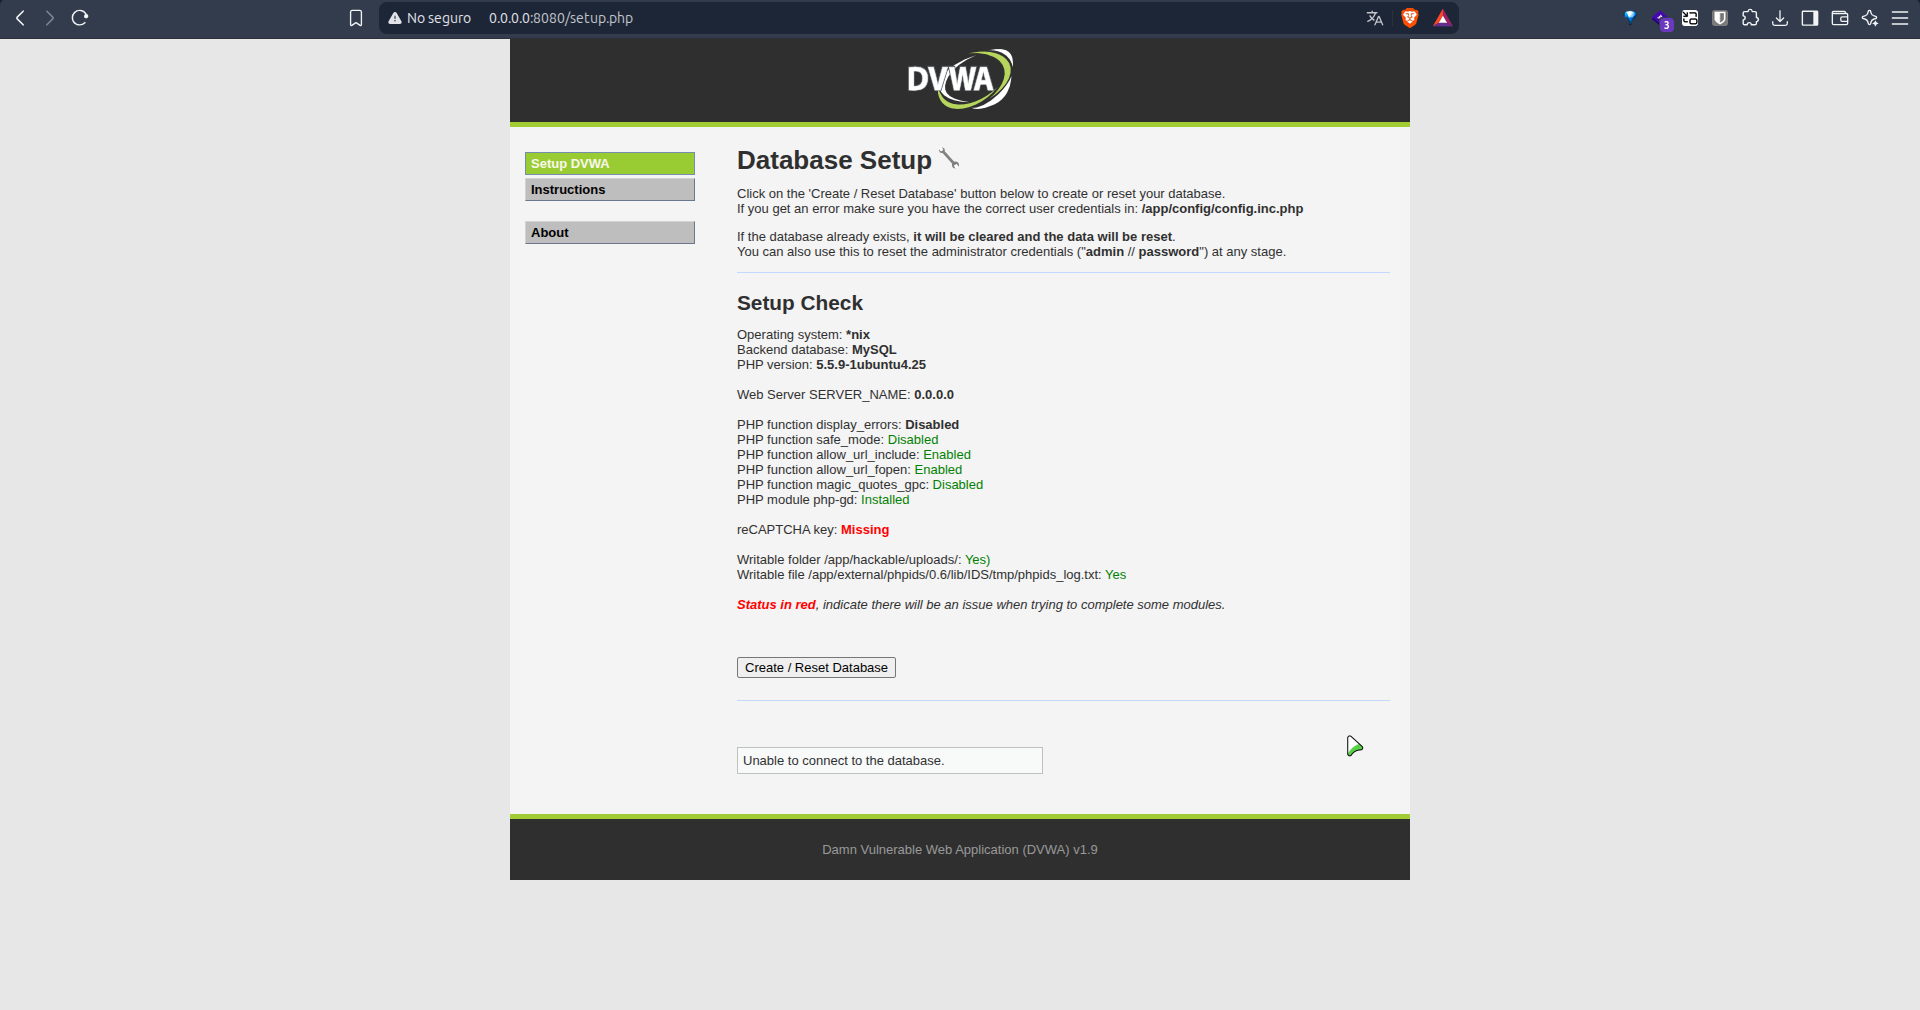 No seguro 0.0.0.0:8080/setup.php
3
DVWA
Setup DVWA
Instructions
About
Database Setup
Click on the 'Create / Reset Database' button below to create or reset your database.
If you get an error make sure you have the correct user credentials in: /app/config/config.inc.php
If the database already exists, it will be cleared and the data will be reset.
You can also use this to reset the administrator credentials ("admin // password") at any stage.
Setup Check
Operating system: *nix
Backend database: MySQL
PHP version: 5.5.9-1ubuntu4.25
Web Server SERVER_NAME: 0.0.0.0
PHP function display_errors: Disabled
PHP function safe_mode: Disabled
PHP function allow_url_include: Enabled
PHP function allow_url_fopen: Enabled
PHP function magic_quotes_gpc: Disabled
PHP module php-gd: Installed
reCAPTCHA key: Missing
Writable folder /app/hackable/uploads/: Yes)
Writable file /app/external/phpids/0.6/lib/IDS/tmp/phpids_log.txt: Yes
Status in red, indicate there will be an issue when trying to complete some modules.
Create / Reset Database
Unable to connect to the database.
Damn Vulnerable Web Application (DVWA) v1.9